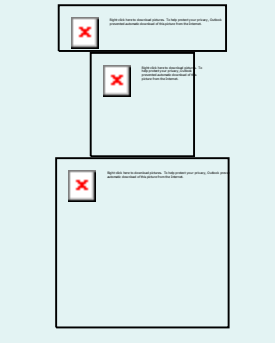 Right-click here to download pictures. To help protect your privacy, Outlook
prevented automatic download of this picture from the Internet.
Right-click here to download pictures. To
help protect your privacy, Outlook
prevented automatic download of this
picture from the Internet.
Right-click here to download pictures. To help protect your privacy, Outlook prev
automatic download of this picture from the Internet.